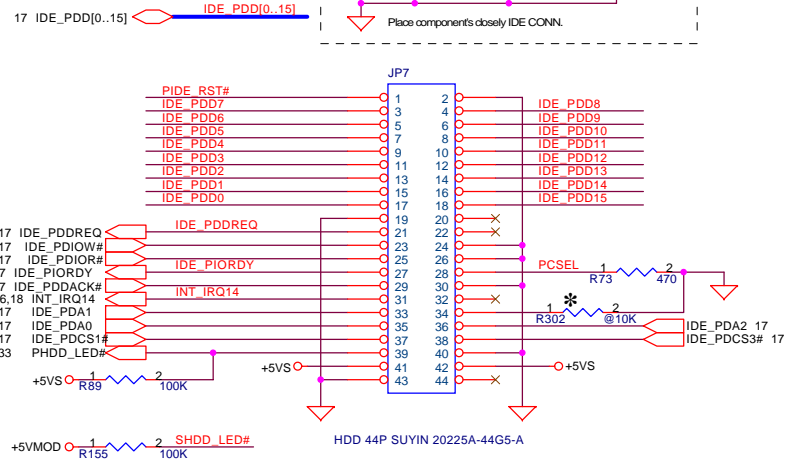 17 IDE_PDD[0..15] IDE_PDD[0..15]
Place component's closely IDE CONN.
JP7
PIDE_RST# 1 2
IDE_PDD7 3 4 IDE_PDD8
IDE_PDD6 5 6 IDE_PDD9
IDE_PDD5 7 8 IDE_PDD10
IDE_PDD4 9 10 IDE_PDD11
IDE_PDD3 11 12 IDE_PDD12
IDE_PDD2 13 14 IDE_PDD13
IDE_PDD1 15 16 IDE_PDD14
IDE_PDD0 17 18 IDE_PDD15
19 20
17 IDE_PDDREQ IDE_PDDREQ 21 22
17 IDE_PDIOW# 23 24
17 IDE_PDIOR# 25 26
7 IDE_PIORDY IDE_PIORDY 27 28 PCSEL 1 R73 2 470
7 IDE_PDDACK# 29 30
6,18 INT_IRQ14 INT_IRQ14 31 32
17 IDE_PDA1 33 34 1 R302 * 2 @10K
17 IDE_PDA0 35 36 IDE_PDA2 17
17 IDE_PDCS1# 37 38 IDE_PDCS3# 17
33 PHDD_LED# 39 40
+5VS 41 42 +5VS
+5VS 1 R89 2 100K 43 44
+5VMOD 1 R155 2 100K SHDD_LED#
HDD 44P SUYIN 20225A-44G5-A